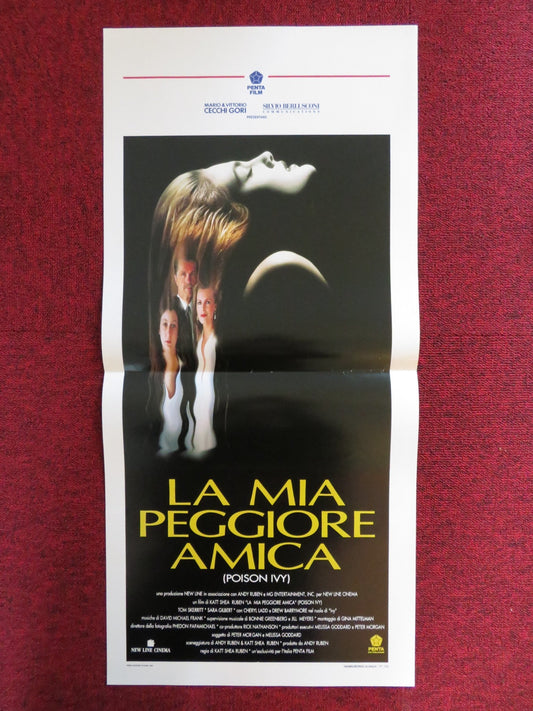 PENTA
FILM
MARIO & VITTORIO
CECCHI GORI
SILVIO BERLUSCONI
COMMUNICATIONS
PRESENTANO
LA MIA
PEGGIORE
AMICA
(POISON IVY)
una produzione NEW LINE in associazione con ANDY RUBEN e MG ENTERTAINMENT, INC. per NEW LINE CINEMA
un film di KATT SHEA RUBEN "LA MIA PEGGIORE AMICA" (POISON IVY)
TOM SKERRITT SARA GILBERT con CHERYL LADD e DREW BARRYMORE nel ruolo di "Ivy"
musiche di DAVID MICHAEL FRANK supervisione musicale di BONNIE GREENBERG e JILL MEYERS montaggio di GINA MITTELMAN
direttore della fotografia PHEDON PAPAMICHAEL co-produttore RICK NATHANSON produttori esecutivi MELISSA GODDARD e PETER MORGAN
soggetto di PETER MORGAN e MELISSA GODDARD
sceneggiatura di ANDY RUBEN & KATT SHEA RUBEN prodotto da ANDY RUBEN
NEW LINE CINEMA
regia di KATT SHEA RUBEN un'esclusività per l'Italia PENTA FILM
PENTA
FILM